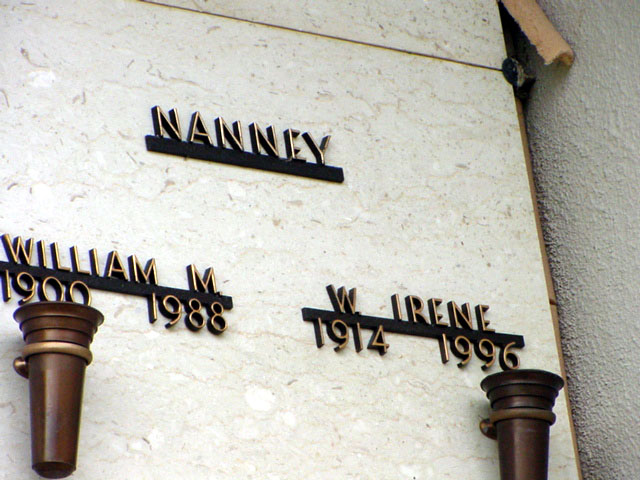 NANNEY
WILLIAM M
1900 1988
W IRENE
1914 1996